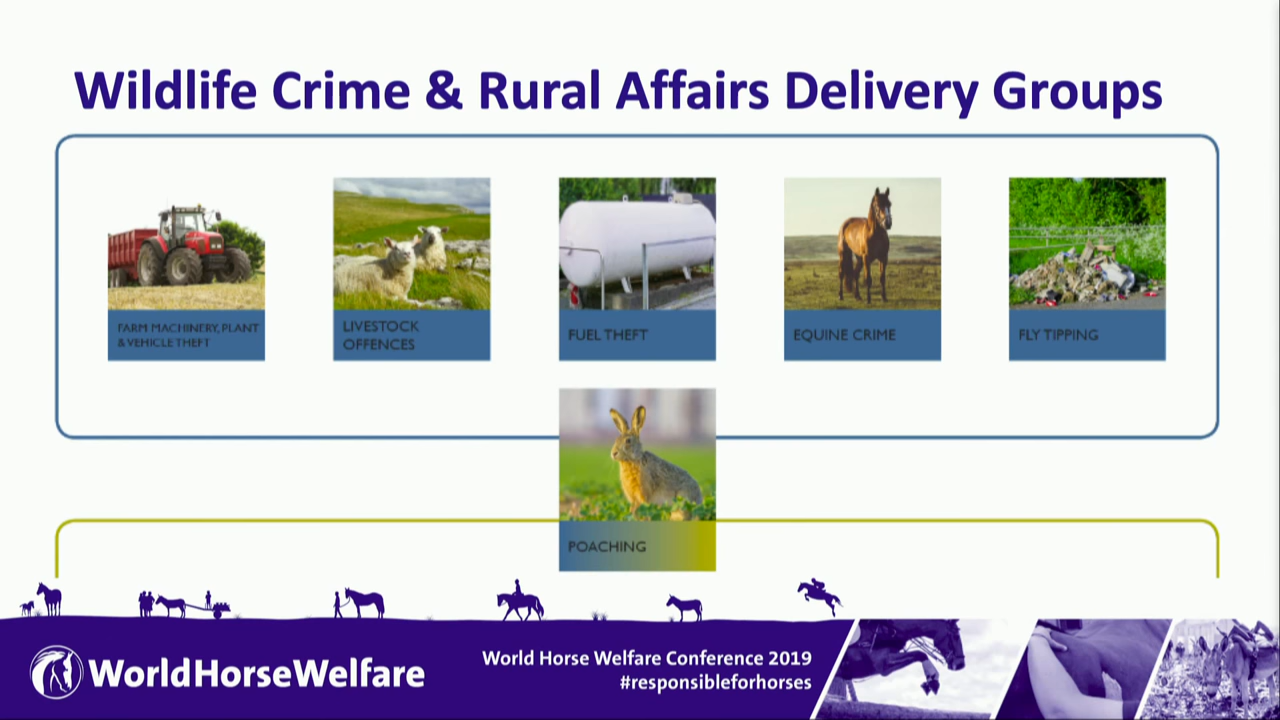 Wildlife Crime & Rural Affairs Delivery Groups
FARM MACHINERY, PLANT
& VEHICLE THEFT
LIVESTOCK
OFFENCES
FUEL THEFT
EQUINE CRIME
FLY TIPPING
POACHING
WorldHorseWelfare
World Horse Welfare Conference 2019
#responsibleforhorses